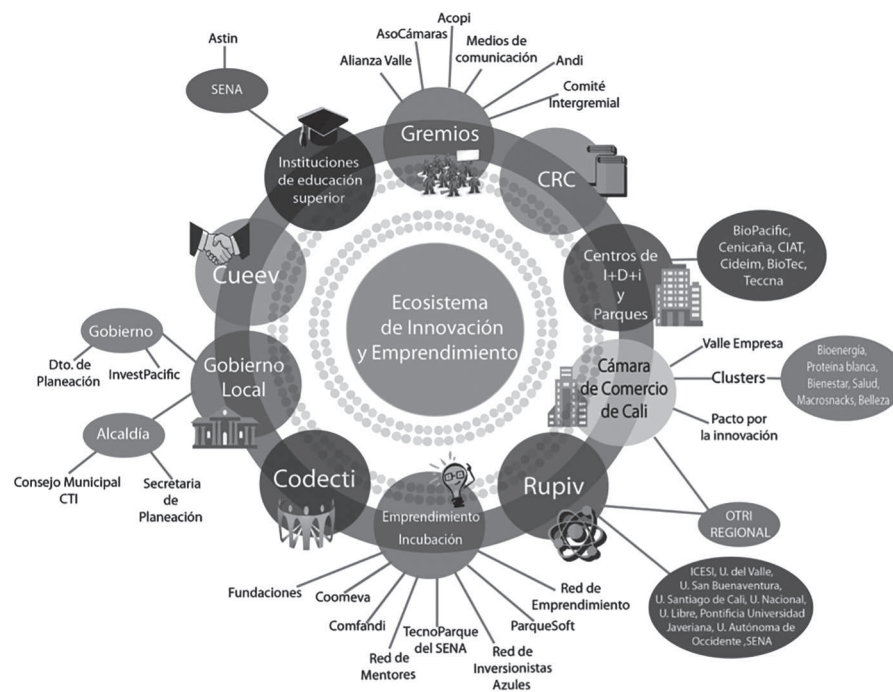 Acopi
AsoCámaras
Medios de
comunicación
Alianza Valle
Andi
Comité
Intergremial
Astin
SENA
Gremios
Instituciones
de educación
superior
CRC
Centros de
I+D+i
y
Parques
BioPacific,
Cenicaña, CIAT,
Cideim, BioTec,
Teccna
Cueev
Ecosistema
de Innovación
y Emprendimiento
Gobierno
Dto. de
Planeación
InvestPacific
Gobierno
Local
Alcaldía
Consejo Municipal
CTI
Secretaria
de
Planeación
Cámara
de Comercio
de Cali
Valle Empresa
Clusters
Pacto por
la innovación
Bioenergía,
Proteina blanca,
Bienestar, Salud,
Macrosnacks, Belleza
Codecti
Emprendimiento
Incubación
Rupiv
OTRI
REGIONAL
ICESI, U. del Valle,
U. San Buenaventura,
U. Santiago de Cali, U. Nacional,
U. Libre, Pontificia Universidad
Javeriana, U. Autónoma de
Occidente ,SENA
Fundaciones
Coomeva
Comfandi
Red de
Mentores
TecnoParque
del SENA
Red de
Inversionistas
Azules
ParqueSoft
Red de
Emprendimiento